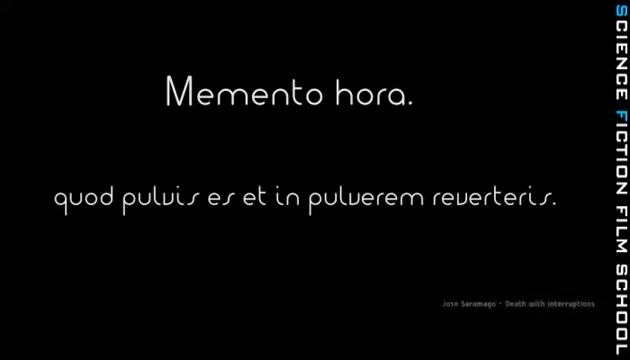 Memento hora.
quod pulvis es et in pulverem reverteris.
Jose Saramago - Death with interruptions
SCIENCE FICTION FILM SCHOOL